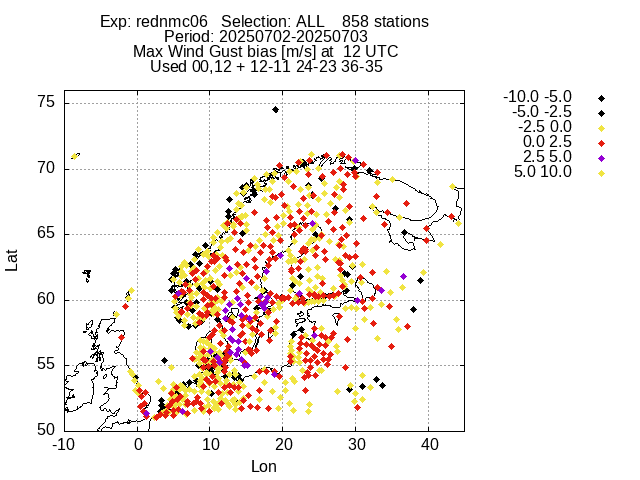 Exp: rednmc06   Selection: ALL    858 stations
Period: 20250702-20250703
Max Wind Gust bias [m/s] at  12 UTC
Used 00,12 + 12-11 24-23 36-35
-10.0 -5.0
-5.0 -2.5
-2.5 0.0
0.0 2.5
2.5 5.0
5.0 10.0
75
70
65
60
55
50
Lat
-10 0 10 20 30 40
Lon